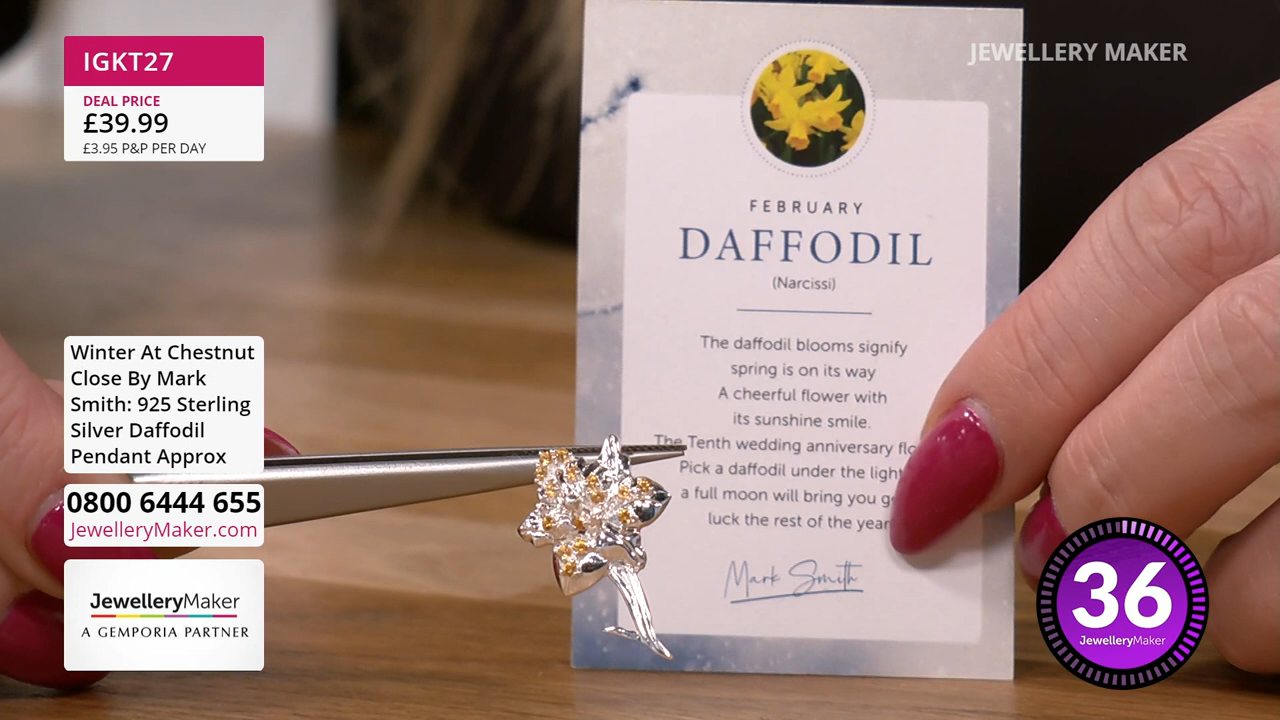 IGKT27
DEAL PRICE
£39.99
£3.95 P&P PER DAY
JEWELLERY MAKER
FEBRUARY
DAFFODIL
(Narcissi)
The daffodil blooms signify
spring is on its way
A cheerful flower with
its sunshine smile.
The Tenth wedding anniversary
Pick a daffodil under the light
a full moon will bring you
luck the rest of the year
Mark Smith
Winter At Chestnut
Close By Mark
Smith: 925 Sterling
Silver Daffodil
Pendant Approx
0800 6444 655
JewelleryMaker.com
JewelleryMaker
A GEMPORIA PARTNER
36
JewelleryMaker